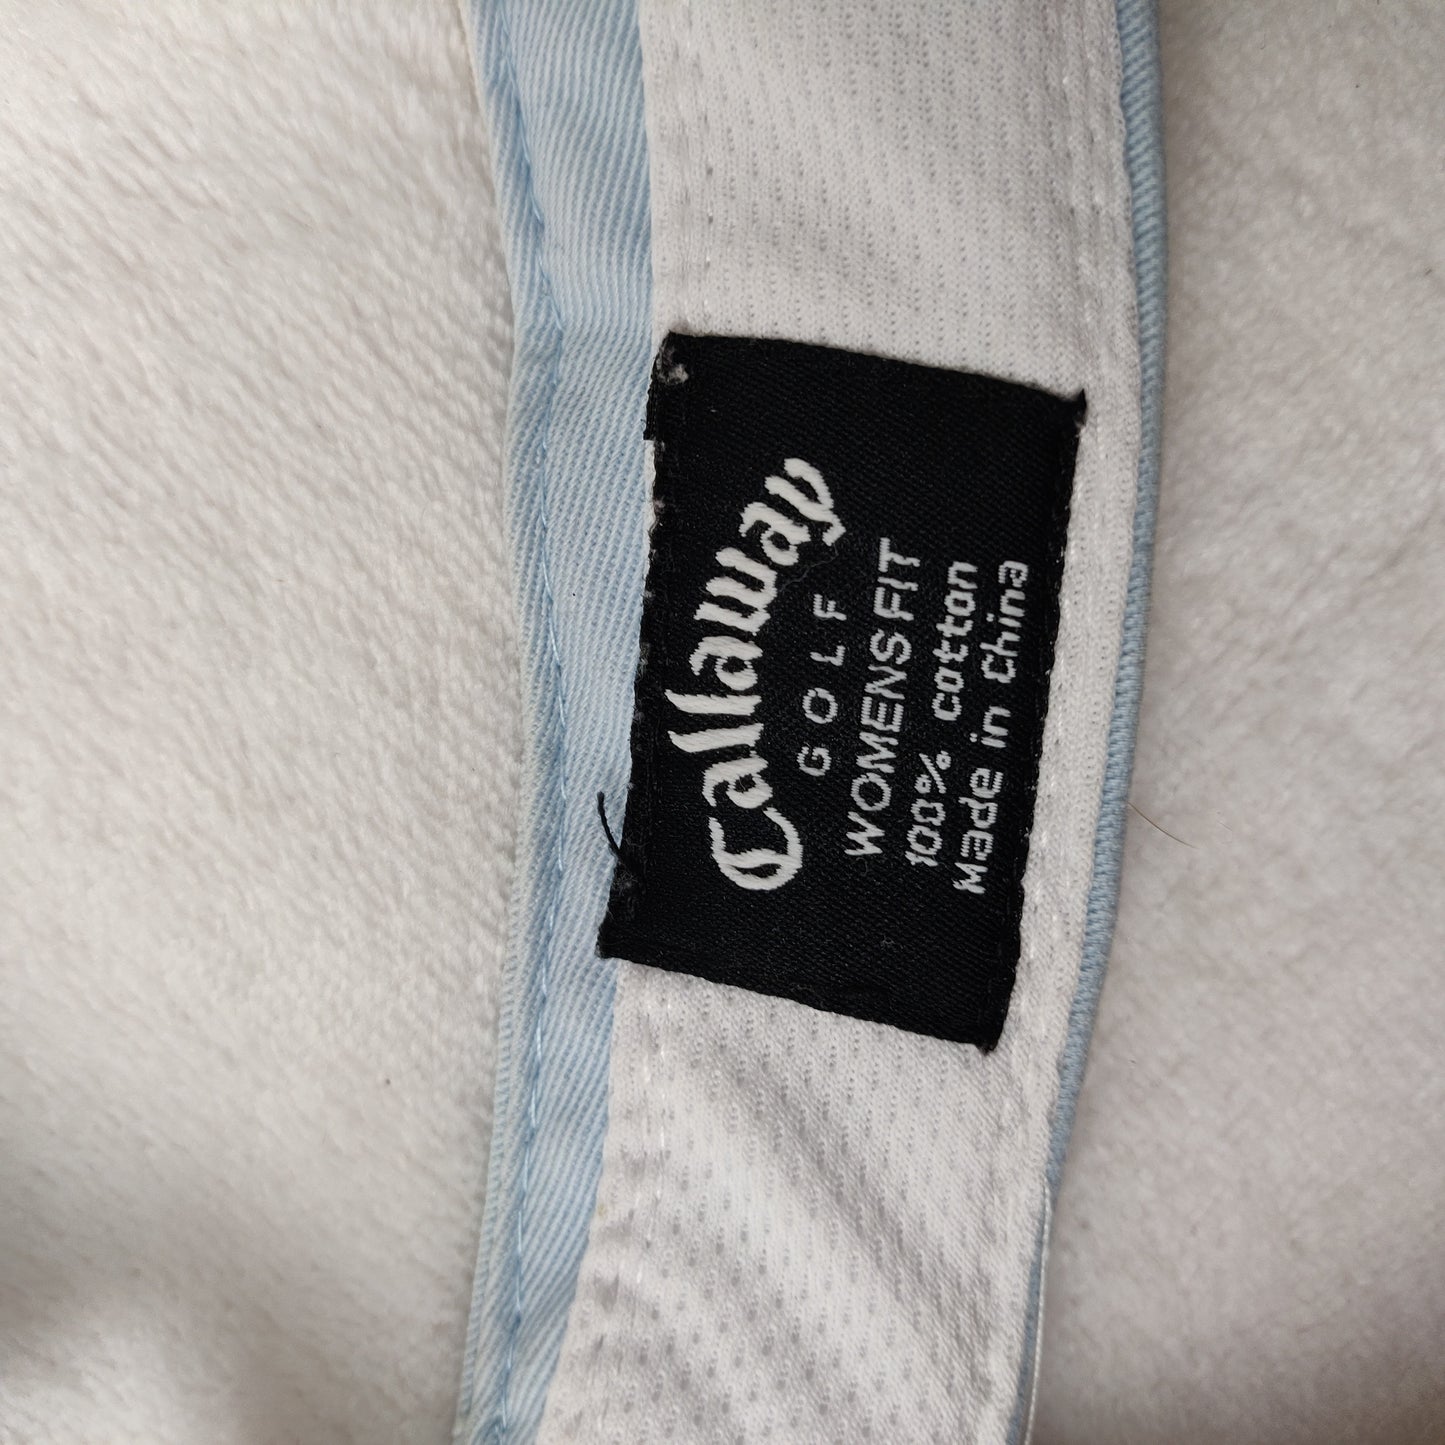 Callaway
GOLF
WOMENS FIT
100% cotton
Made in China